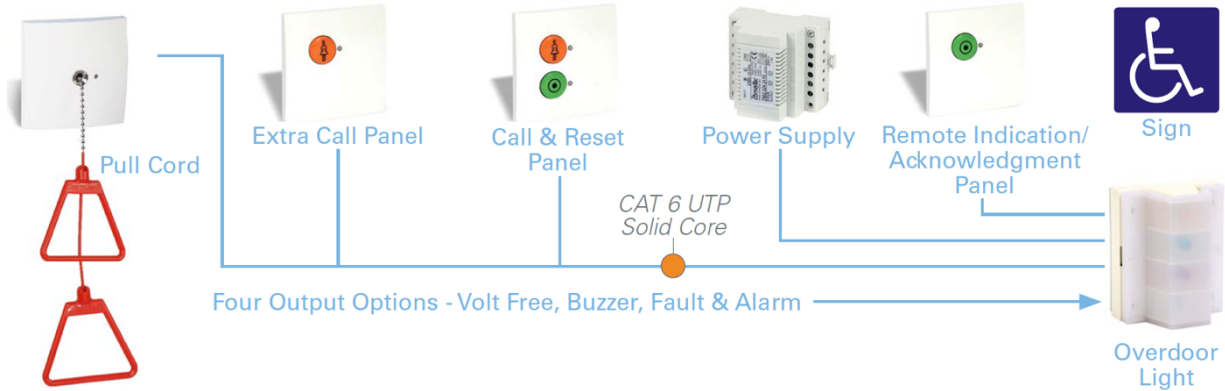 Pull Cord
Extra Call Panel
Call & Reset
Panel
Power Supply
Remote Indication/
Acknowledgment
Panel
Sign
CAT 6 UTP
Solid Core
Four Output Options - Volt Free, Buzzer, Fault & Alarm
Overdoor
Light